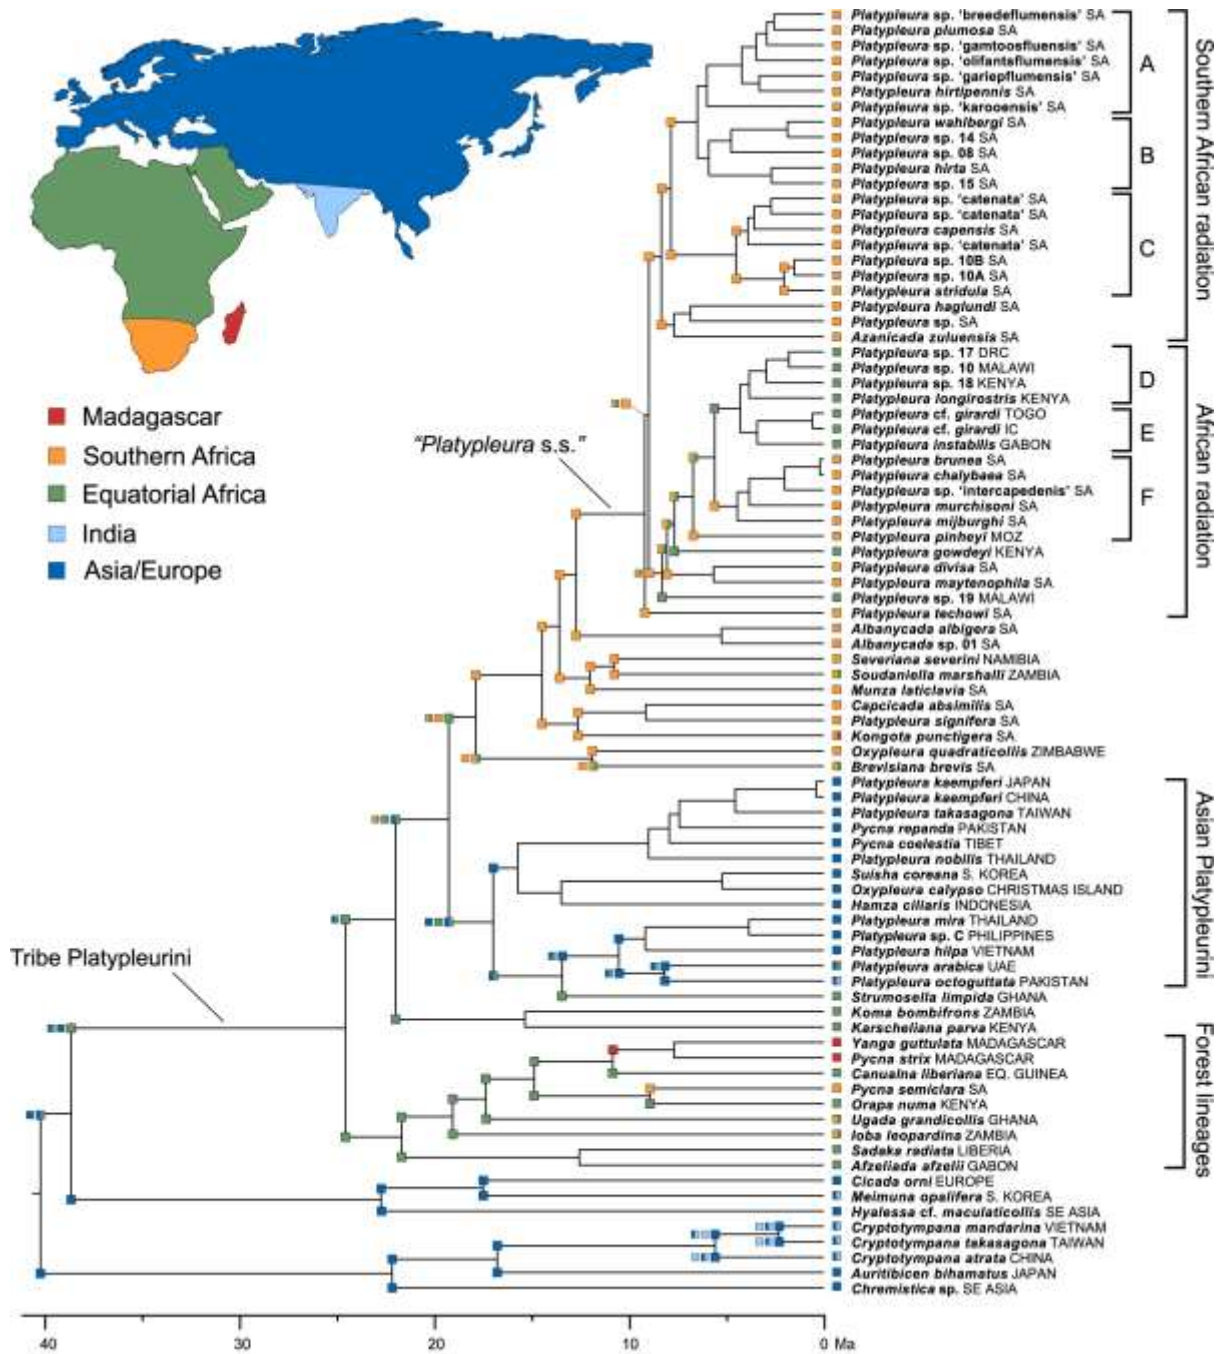 Platypleura sp. 'breedeflumensis' SA
Platypleura plumosa SA
Platypleura sp. 'gamtoosfluensis' SA
Platypleura sp. 'olifantsflumensis' SA
Platypleura sp. 'gariepflumensis' SA
Platypleura hirtipennis SA
Platypleura sp. 'karooensis' SA
Platypleura wahlbergi SA
Platypleura sp. 14 SA
Platypleura sp. 08 SA
Platypleura hirta SA
Platypleura sp. 15 SA
Platypleura sp. 'catenata' SA
Platypleura sp. 'catenata' SA
Platypleura capensis SA
Platypleura sp. 'catenata' SA
Platypleura sp. 10B SA
Platypleura sp. 10A SA
Platypleura stridula SA
Platypleura haglundi SA
Platypleura sp. SA
Azanicada zuluensis SA
Platypleura sp. 17 DRC
Platypleura sp. 10 MALAWI
Platypleura sp. 18 KENYA
Platypleura longirostris KENYA
Platypleura cf. girardi TOGO
Platypleura cf. girardi IC
Platypleura instabilis GABON
Platypleura brunea SA
Platypleura chalybaea SA
Platypleura sp. 'intercapedenis' SA
Platypleura murchisoni SA
Platypleura mijburghi SA
Platypleura pinheyi MOZ
Platypleura gowdeyi KENYA
Platypleura divisa SA
Platypleura maytenophila SA
Platypleura sp. 19 MALAWI
Platypleura techowi SA
Albanycada albigera SA
Albanycada sp. 01 SA
Severiana severini NAMIBIA
Soudaniella marshalli ZAMBIA
Munza laticlavia SA
Capcicada absimilis SA
Platypleura signifera SA
Kongota punctigera SA
Oxypleura quadraticollis ZIMBABWE
Brevisiana brevis SA
Platypleura kaempferi JAPAN
Platypleura kaempferi CHINA
Platypleura takasagona TAIWAN
Pycna repanda PAKISTAN
Pycna coelestia TIBET
Platypleura nobilis THAILAND
Suisha coreana S. KOREA
Oxypleura calypso CHRISTMAS ISLAND
Hamza ciliaris INDONESIA
Platypleura mira THAILAND
Platypleura sp. C PHILIPPINES
Platypleura hilpa VIETNAM
Platypleura arabica UAE
Platypleura octoguttata PAKISTAN
Strumosella limpida GHANA
Koma bombifrons ZAMBIA
Karscheliana parva KENYA
Yanga guttulata MADAGASCAR
Pycna strix MADAGASCAR
Canualna liberiana EQ. GUINEA
Pycna semiclara SA
Orapa numa KENYA
Ugada grandicollis GHANA
Ioba leopardina ZAMBIA
Sadaka radiata LIBERIA
Afzeliada afzelii GABON
Cicada orni EUROPE
Meimuna opalifera S. KOREA
Hyalessa cf. maculaticollis SE ASIA
Cryptotympana mandarina VIETNAM
Cryptotympana takasagona TAIWAN
Cryptotympana atrata CHINA
Auritibicen bihamatus JAPAN
Chremistica sp. SE ASIA
A
B
C
D
E
F
Southern African radiation
African radiation
Asian Platypleurini
Forest lineages
Madagascar
Southern Africa
Equatorial Africa
India
Asia/Europe
"Platypleura s.s."
Tribe Platypleurini
40 30 20 10 0 Ma